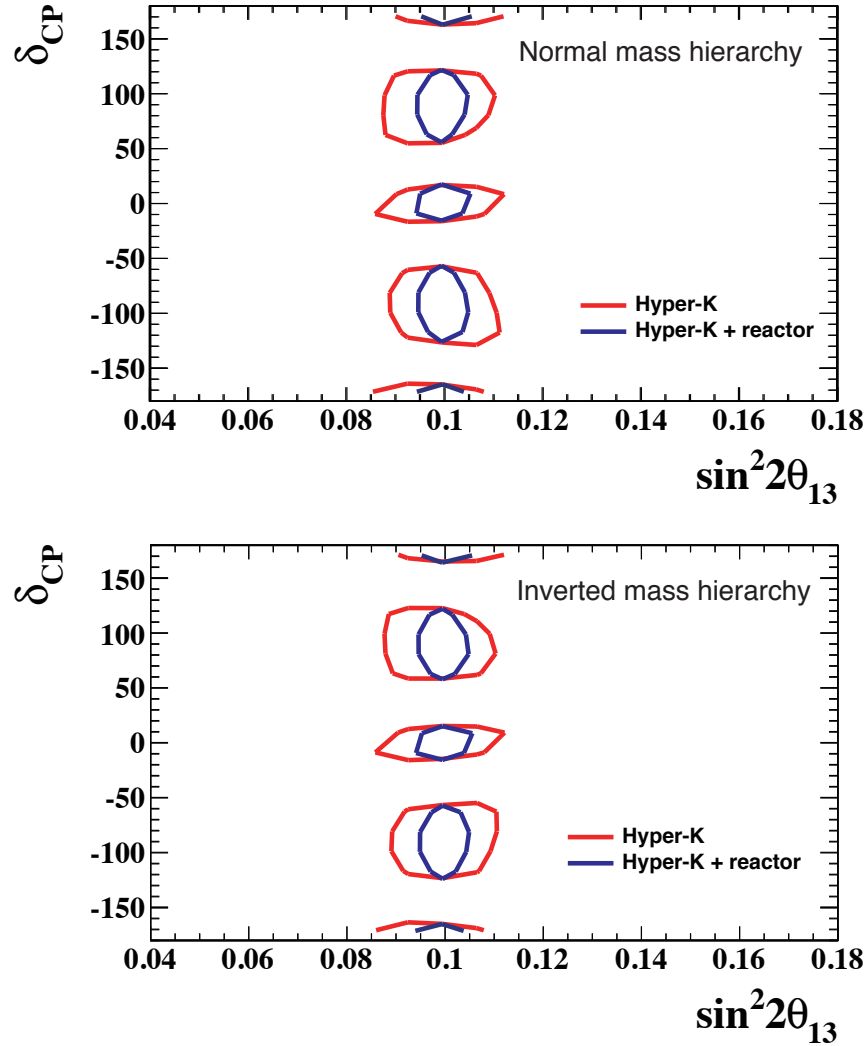 δCP
150
100
50
0
-50
-100
-150
Normal mass hierarchy
Hyper-K
Hyper-K + reactor
0.04 0.06 0.08 0.1 0.12 0.14 0.16 0.18
sin²2θ₁₃
δCP
150
100
50
0
-50
-100
-150
Inverted mass hierarchy
Hyper-K
Hyper-K + reactor
0.04 0.06 0.08 0.1 0.12 0.14 0.16 0.18
sin²2θ₁₃